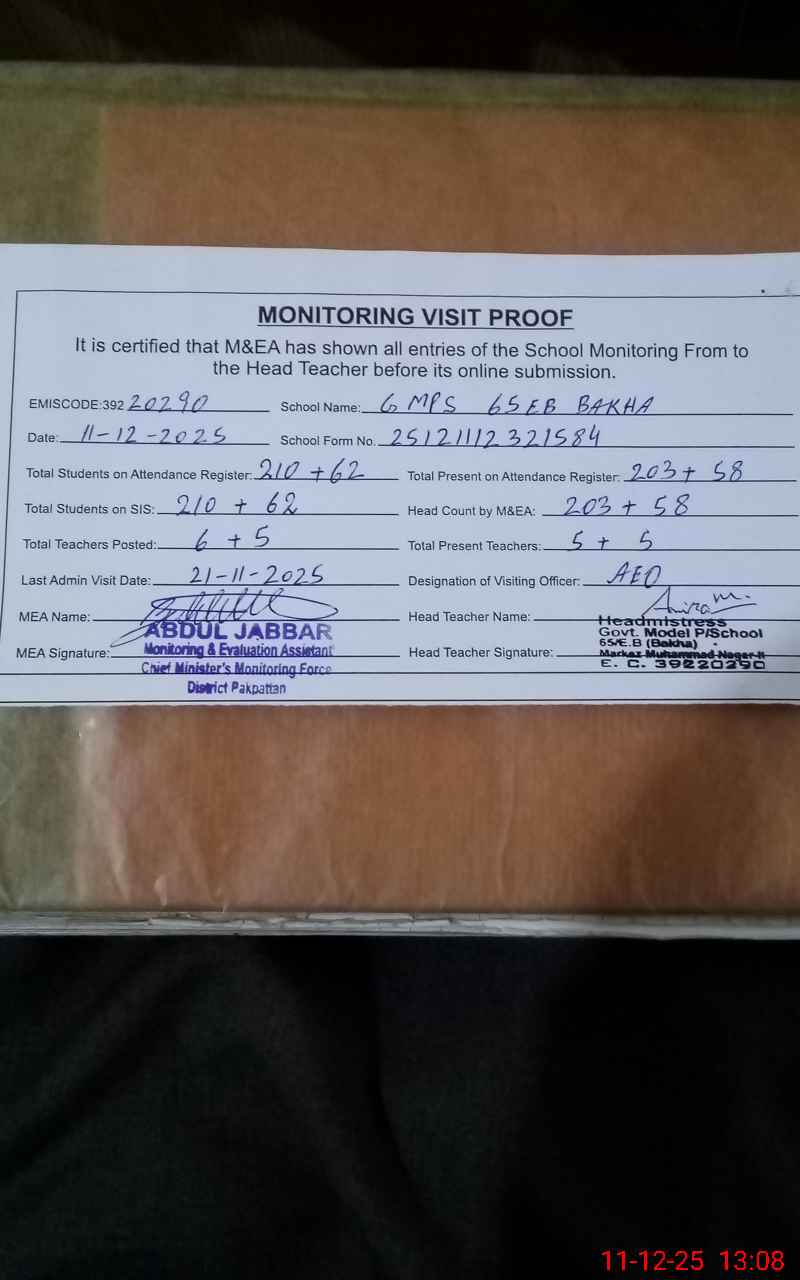 MONITORING VISIT PROOF
It is certified that M&EA has shown all entries of the School Monitoring From to
the Head Teacher before its online submission.
EMISCODE:392 20290 School Name: G MPS 65 EB BAKHA
Date: 11-12-2025 School Form No. 25121112321584
Total Students on Attendance Register: 210 + 62 Total Present on Attendance Register: 203 + 58
Total Students on SIS: 210 + 62 Head Count by M&EA: 203 + 58
Total Teachers Posted: 6 + 5 Total Present Teachers: 5 + 5
Last Admin Visit Date: 21-11-2025 Designation of Visiting Officer: AEO
MEA Name: Head Teacher Name:
ABDUL JABBAR Headmistress
Monitoring & Evaluation Assistant Govt. Model P/School
MEA Signature: Head Teacher Signature: 65/E.B (Bakha)
Chief Minister's Monitoring Force Markaz Muhammad Nagar-II
District Pakpattan E. C. 39220290
11-12-25 13:08